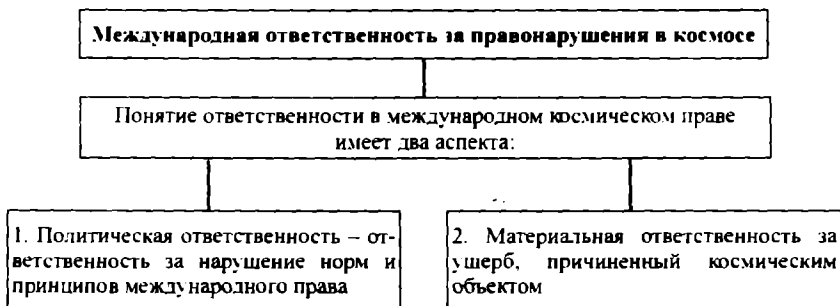 Международная ответственность за правонарушения в космосе
Понятие ответственности в международном космическом праве
имеет два аспекта:
1. Политическая ответственность – от-
ветственность за нарушение норм и
принципов международного права
2. Материальная ответственность за
ущерб, причиненный космическим
объектом